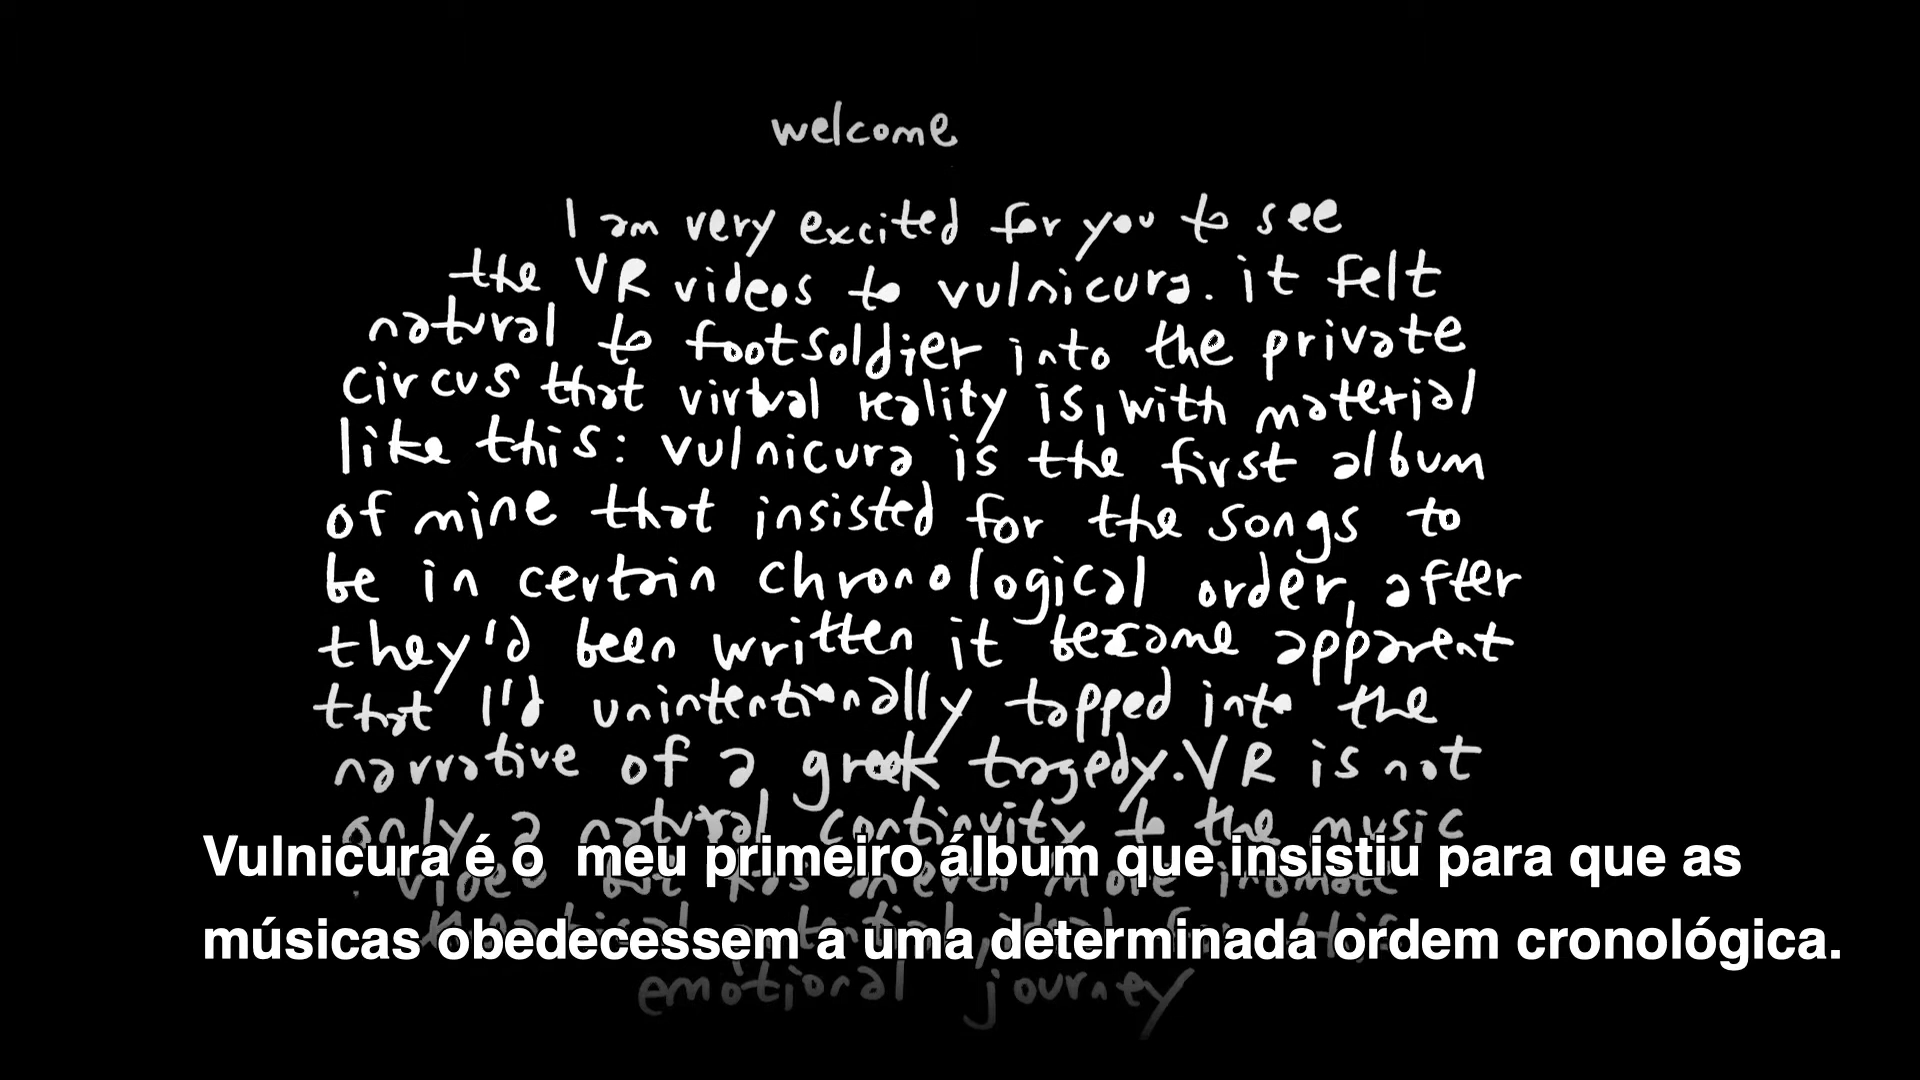 welcome
I am very excited for you to see
the VR videos to vulnicura. it felt
natural to footsoldier into the private
circus that virtual reality is, with material
like this: vulnicura is the first album
of mine that insisted for the songs to
be in certain chronological order, after
they'd been written it became apparent
that I'd unintentionally tapped into the
narrative of a greek tragedy. VR is not
only a natural continuity to the music
video but has an even more intimate
emotional journey
Vulnicura é o meu primeiro álbum que insistiu para que as
músicas obedecessem a uma determinada ordem cronológica.